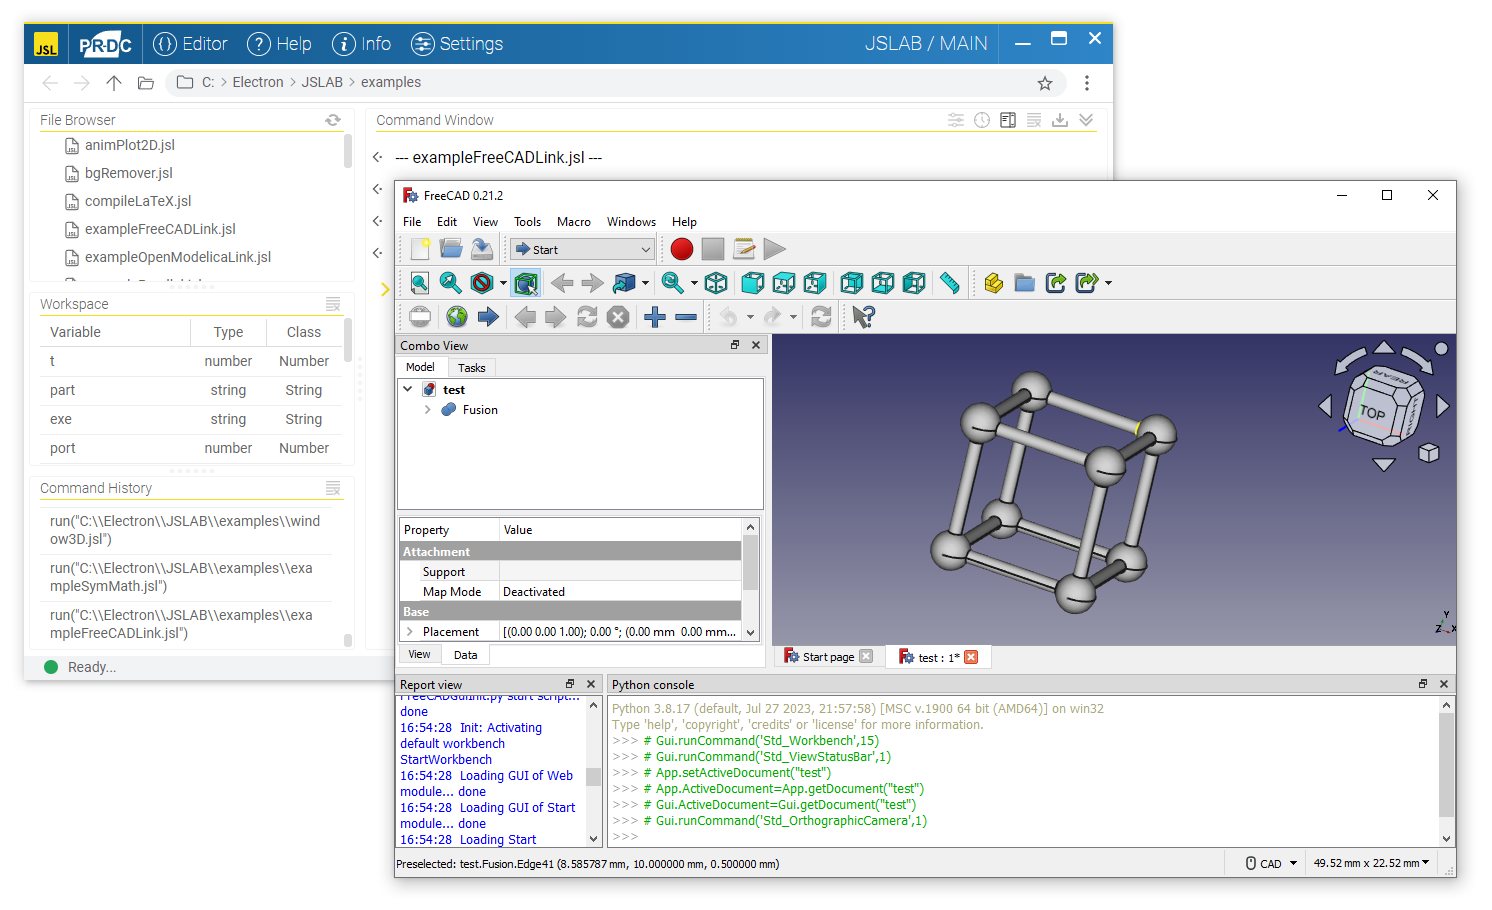 JSL PR-DC Editor Help Info Settings JSLAB / MAIN
C: Electron JSLAB examples
File Browser
animPlot2D.jsl
bgRemover.jsl
compileLaTeX.jsl
exampleFreeCADLink.jsl
exampleOpenModelicaLink.jsl
Workspace
Variable Type Class
t number Number
part string String
exe string String
port number Number
Command History
run("C:\\Electron\\JSLAB\\examples\\wind
ow3D.jsl")
run("C:\\Electron\\JSLAB\\examples\\exa
mpleSymMath.jsl")
run("C:\\Electron\\JSLAB\\examples\\exa
mpleFreeCADLink.jsl")
Ready...
Command Window
--- exampleFreeCADLink.jsl ---
FreeCAD 0.21.2
File Edit View Tools Macro Windows Help
Start
Combo View
Model Tasks
test
Fusion
Property Value
Attachment
Support
Map Mode Deactivated
Base
Placement [(0.00 0.00 1.00); 0.00 °; (0.00 mm 0.00 mm...
View Data
REAR
TOP
RIGHT
Y
Z X
Start page test : 1*
Report view
FreeCADGuiInit.py start script...
done
16:54:28 Init: Activating
default workbench
StartWorkbench
16:54:28 Loading GUI of Web
module... done
16:54:28 Loading GUI of Start
module... done
16:54:28 Loading Start
Python console
Python 3.8.17 (default, Jul 27 2023, 21:57:58) [MSC v.1900 64 bit (AMD64)] on win32
Type 'help', 'copyright', 'credits' or 'license' for more information.
>>> # Gui.runCommand('Std_Workbench',15)
>>> # Gui.runCommand('Std_ViewStatusBar',1)
>>> # App.setActiveDocument("test")
>>> # App.ActiveDocument=App.getDocument("test")
>>> # Gui.ActiveDocument=Gui.getDocument("test")
>>> # Gui.runCommand('Std_OrthographicCamera',1)
>>>
Preselected: test.Fusion.Edge41 (8.585787 mm, 10.000000 mm, 0.500000 mm)
CAD 49.52 mm x 22.52 mm